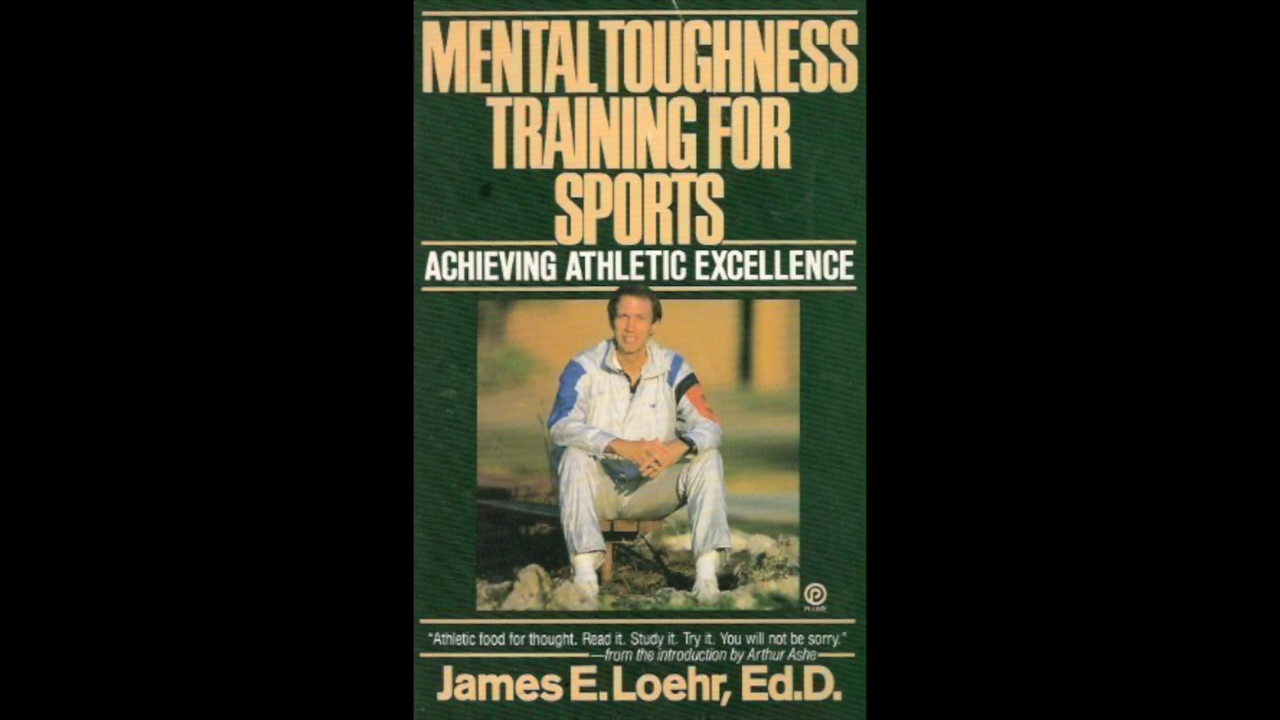 MENTAL TOUGHNESS
TRAINING FOR
SPORTS
ACHIEVING ATHLETIC EXCELLENCE
P
PLUME
"Athletic food for thought. Read it. Study it. Try it. You will not be sorry."
—from the introduction by Arthur Ashe
James E. Loehr, Ed.D.